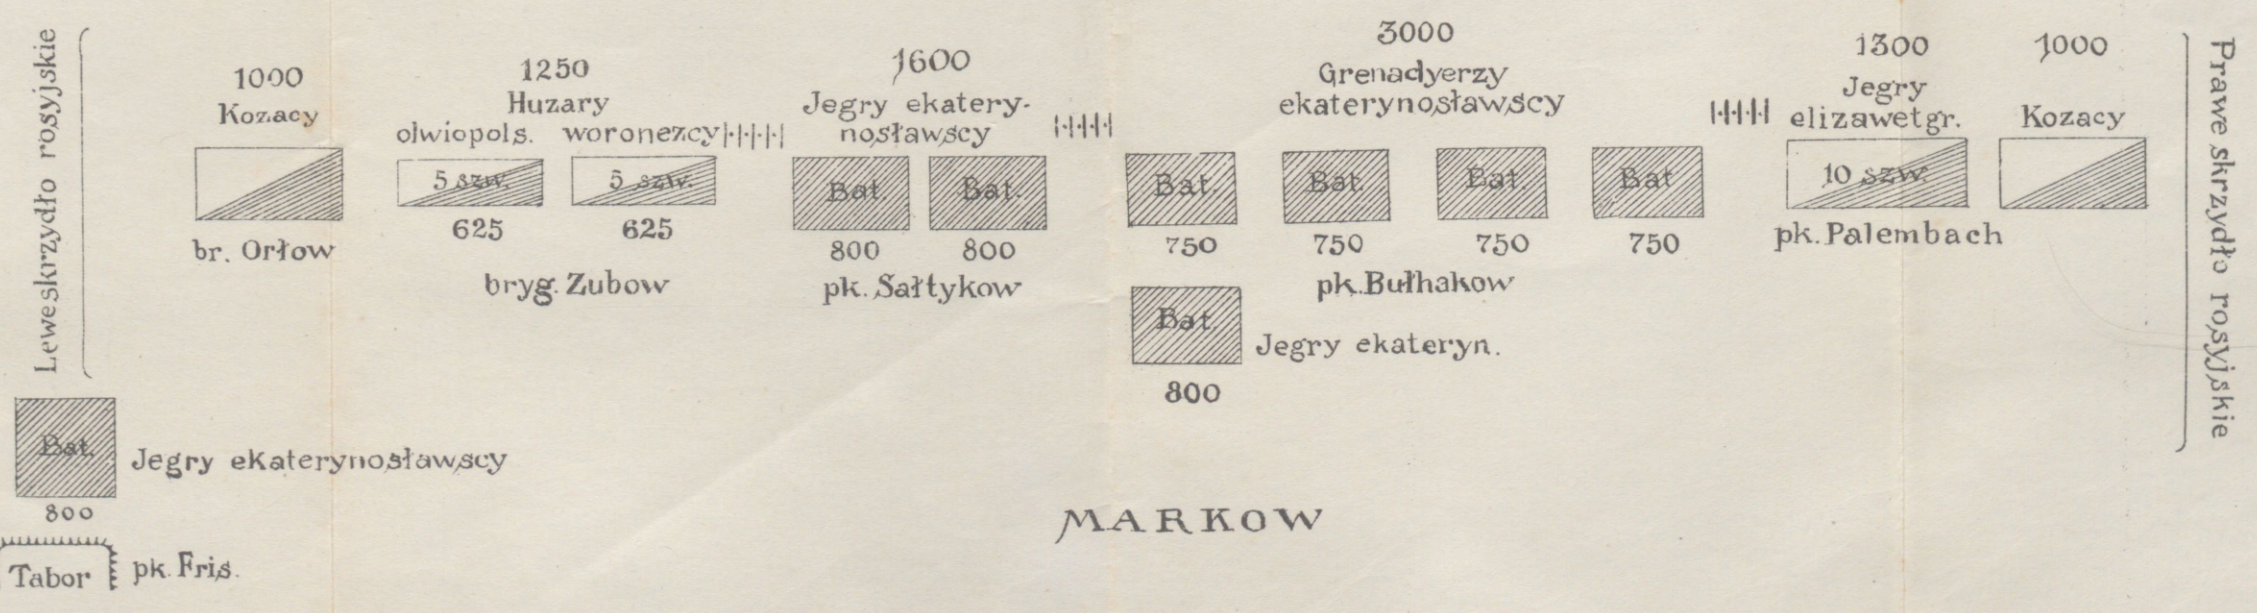 Lewe skrzydło rosyjskie
1000
Kozacy
br. Orłow
1250
Huzary
olwiopols. woronezcy
5 szw. 5 szw.
625 625
bryg. Zubow
1600
Jegry ekatery-
nosławscy
Bat. Bat.
800 800
pk. Sałtykow
3000
Grenadyerzy
ekaterynosławscy
Bat. Bat. Bat. Bat
750 750 750 750
pk. Bułhakow
Bat.
Jegry ekateryn.
800
1300
Jegry
elizawetgr.
10 szw.
pk. Palembach
1000
Kozacy
Prawe skrzydło rosyjskie
Bat.
Jegry ekaterynosławscy
800
Tabor
pk. Fris.
MARKOW